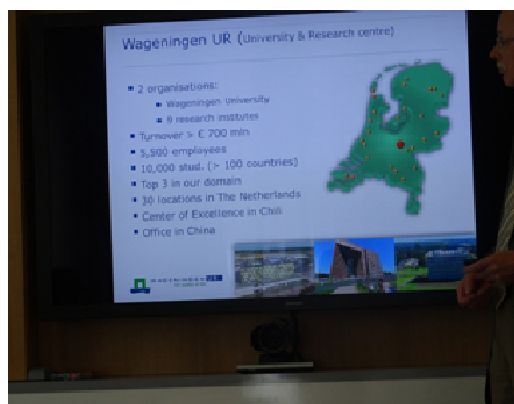 Wageningen UR (University & Research centre)
2 organisations:
Wageningen University
9 research institutes
Turnover > € 700 mln
5,500 employees
10,000 stud. (> 100 countries)
Top 3 in our domain
30 locations in The Netherlands
Center of Excellence in Chili
Office in China